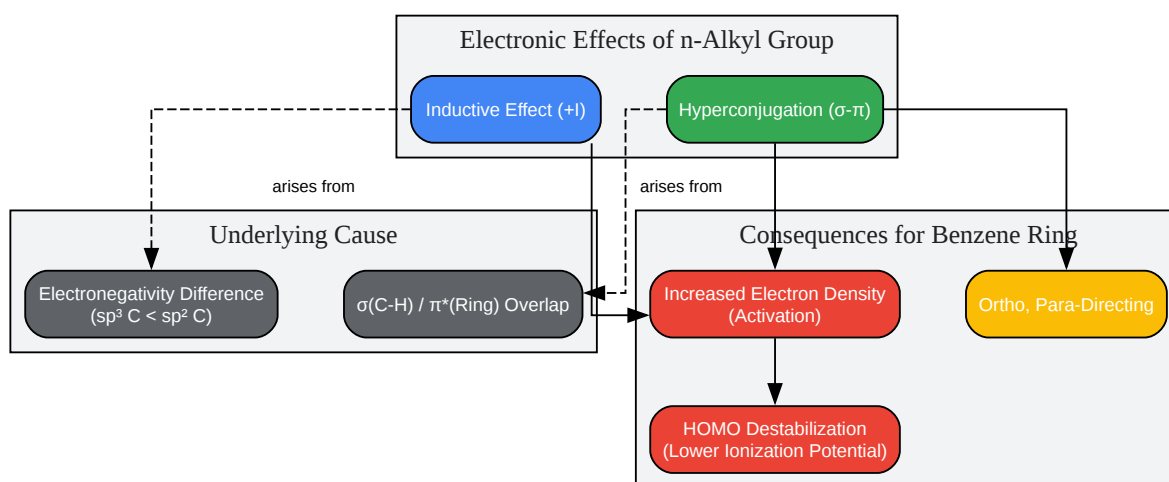 Electronic Effects of n-Alkyl Group
Inductive Effect (+I)
Hyperconjugation (σ-π)
arises from
arises from
Underlying Cause
Consequences for Benzene Ring
Electronegativity Difference
(sp³ C < sp² C)
σ(C-H) / π*(Ring) Overlap
Increased Electron Density
(Activation)
Ortho, Para-Directing
HOMO Destabilization
(Lower Ionization Potential)